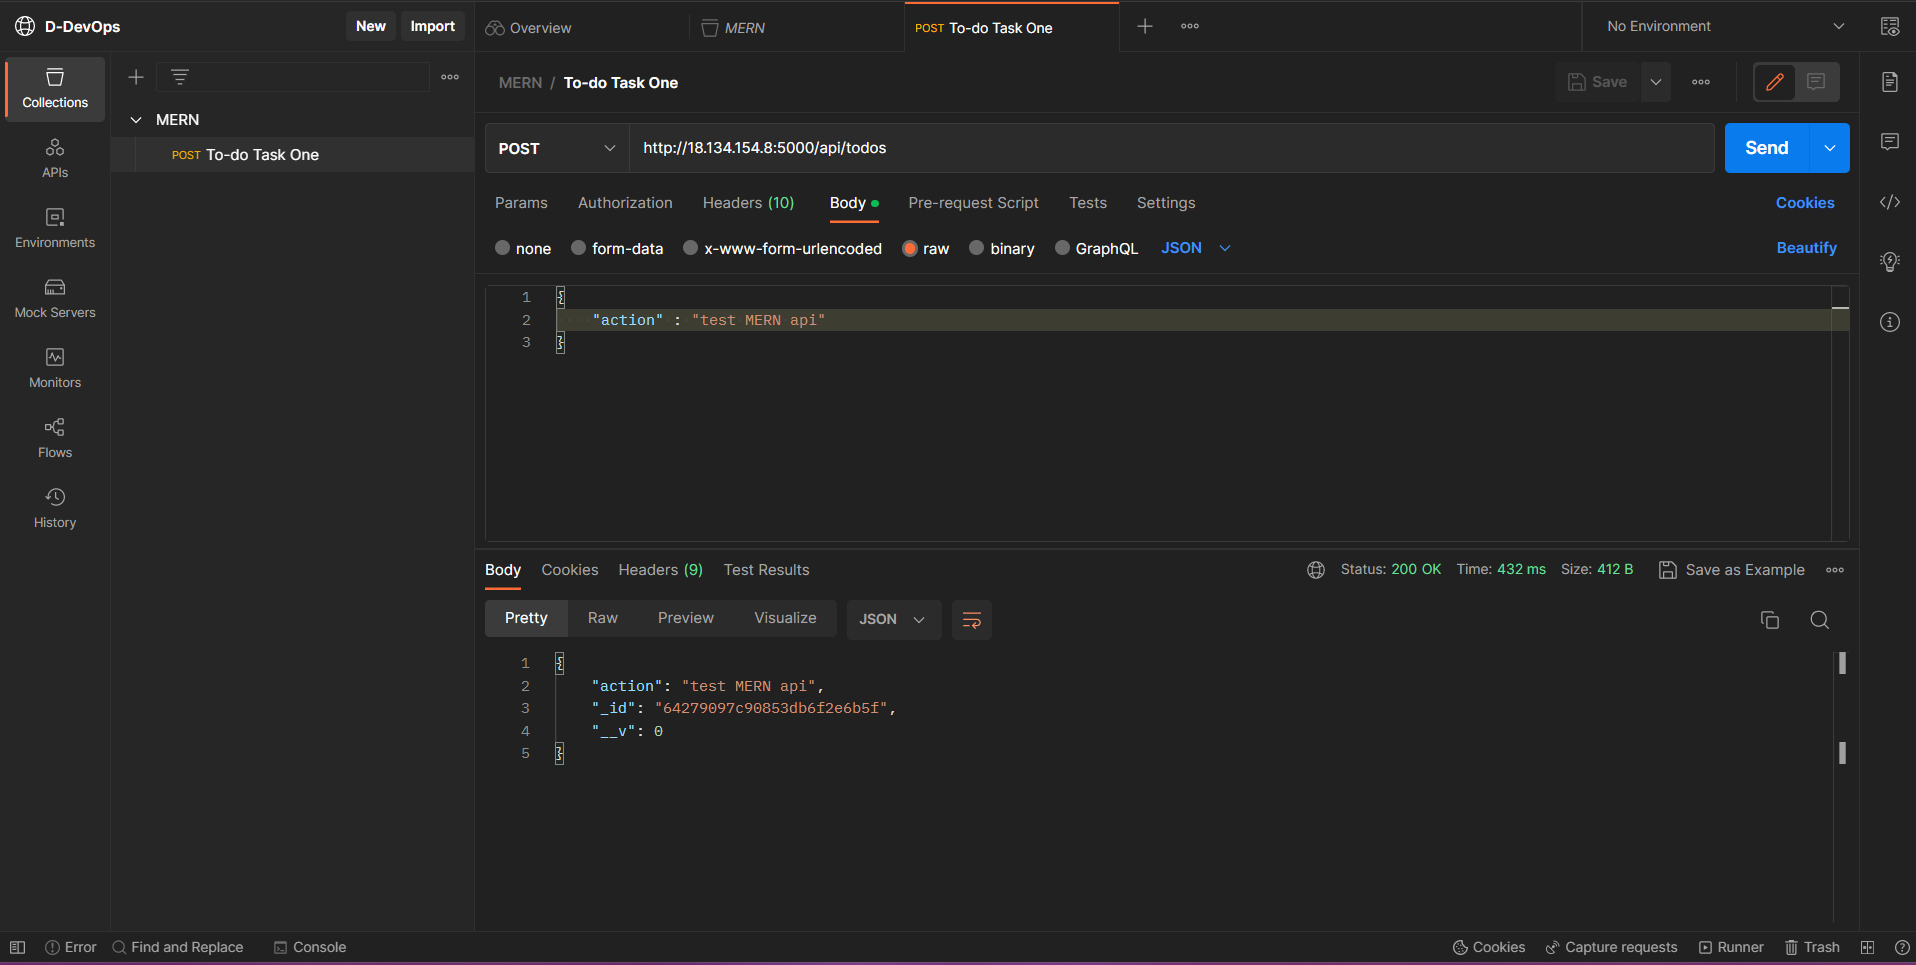 D-DevOps New Import Overview MERN POST To-do Task One No Environment
Collections
APIs
Environments
Mock Servers
Monitors
Flows
History
MERN
POST To-do Task One
MERN / To-do Task One Save
POST http://18.134.154.8:5000/api/todos Send
Params Authorization Headers (10) Body Pre-request Script Tests Settings Cookies
none form-data x-www-form-urlencoded raw binary GraphQL JSON Beautify
1 {
2 "action" : "test MERN api"
3 }
Body Cookies Headers (9) Test Results Status: 200 OK Time: 432 ms Size: 412 B Save as Example
Pretty Raw Preview Visualize JSON
1 {
2 "action": "test MERN api",
3 "_id": "64279097c90853db6f2e6b5f",
4 "__v": 0
5 }
Error Find and Replace Console Cookies Capture requests Runner Trash